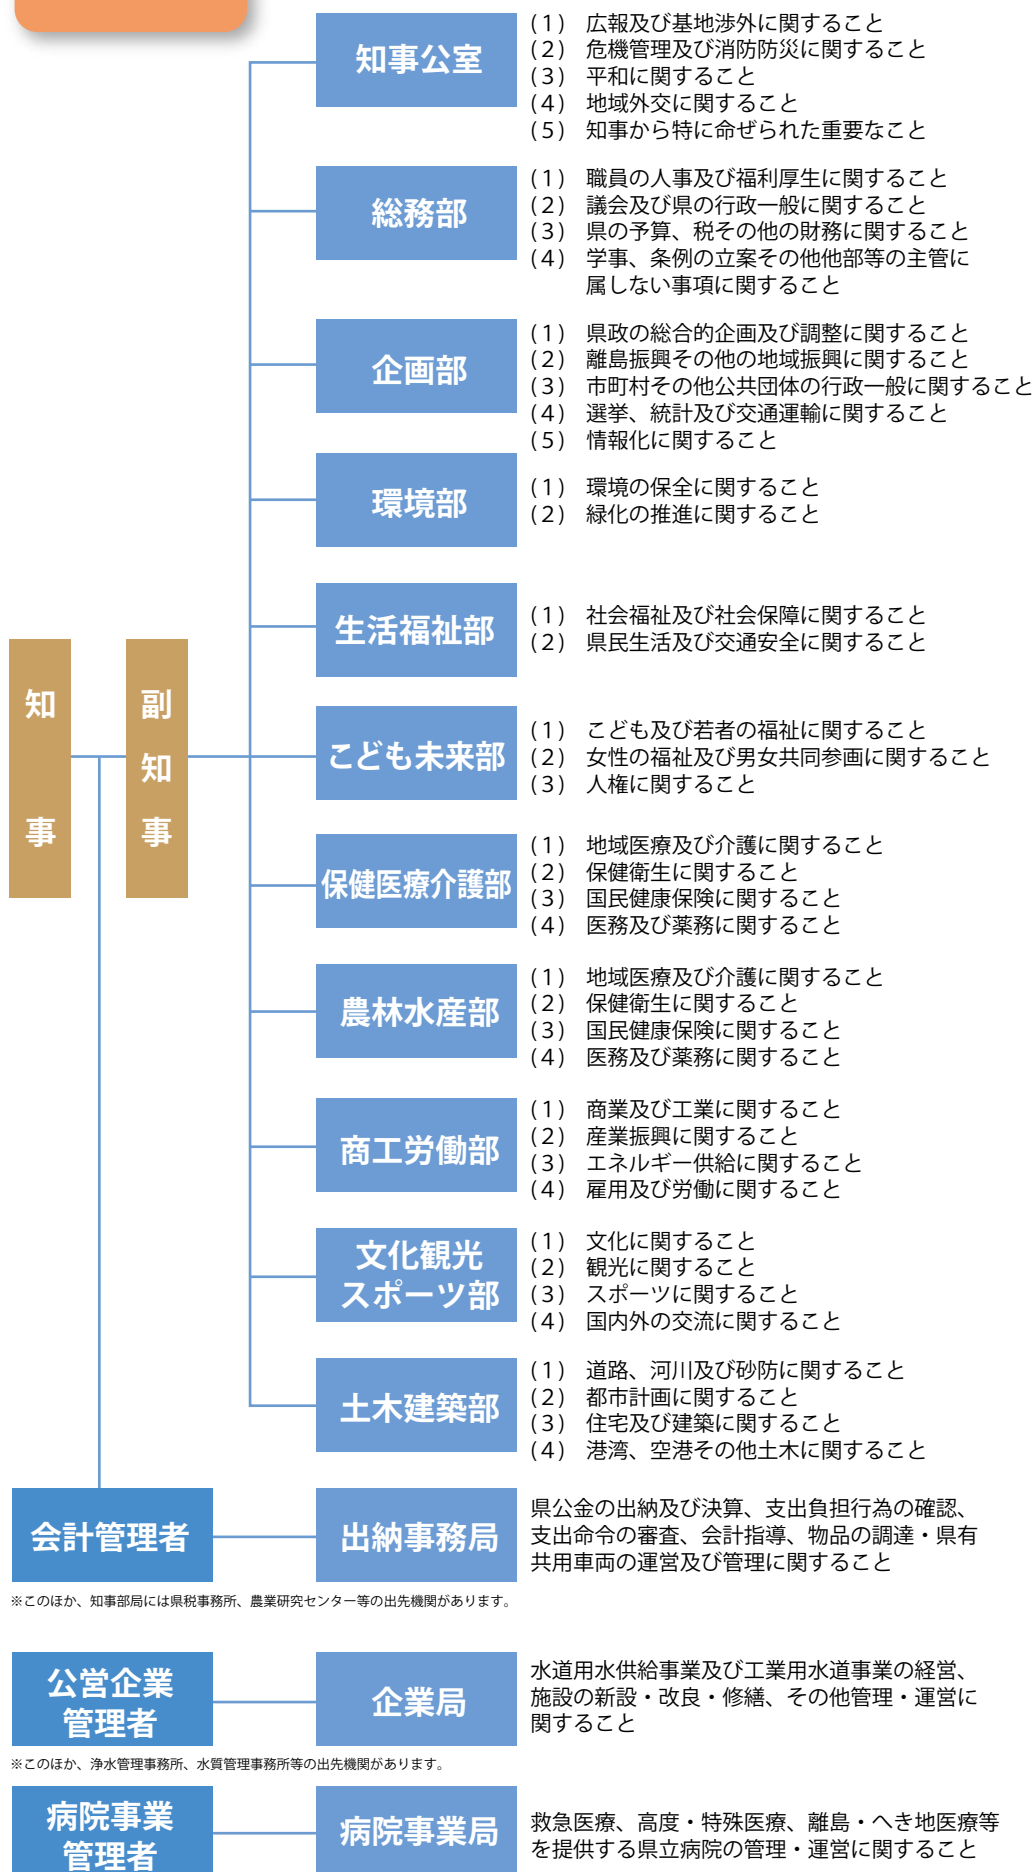 知事公室
(1) 広報及び基地渉外に関すること
(2) 危機管理及び消防防災に関すること
(3) 平和に関すること
(4) 地域外交に関すること
(5) 知事から特に命ぜられた重要なこと
総務部
(1) 職員の人事及び福利厚生に関すること
(2) 議会及び県の行政一般に関すること
(3) 県の予算、税その他の財務に関すること
(4) 学事、条例の立案その他他部等の主管に
属しない事項に関すること
企画部
(1) 県政の総合的企画及び調整に関すること
(2) 離島振興その他の地域振興に関すること
(3) 市町村その他公共団体の行政一般に関すること
(4) 選挙、統計及び交通運輸に関すること
(5) 情報化に関すること
環境部
(1) 環境の保全に関すること
(2) 緑化の推進に関すること
生活福祉部
(1) 社会福祉及び社会保障に関すること
(2) 県民生活及び交通安全に関すること
知事
副知事
こども未来部
(1) こども及び若者の福祉に関すること
(2) 女性の福祉及び男女共同参画に関すること
(3) 人権に関すること
保健医療介護部
(1) 地域医療及び介護に関すること
(2) 保健衛生に関すること
(3) 国民健康保険に関すること
(4) 医務及び薬務に関すること
農林水産部
(1) 地域医療及び介護に関すること
(2) 保健衛生に関すること
(3) 国民健康保険に関すること
(4) 医務及び薬務に関すること
商工労働部
(1) 商業及び工業に関すること
(2) 産業振興に関すること
(3) エネルギー供給に関すること
(4) 雇用及び労働に関すること
文化観光
スポーツ部
(1) 文化に関すること
(2) 観光に関すること
(3) スポーツに関すること
(4) 国内外の交流に関すること
土木建築部
(1) 道路、河川及び砂防に関すること
(2) 都市計画に関すること
(3) 住宅及び建築に関すること
(4) 港湾、空港その他土木に関すること
会計管理者
出納事務局
県公金の出納及び決算、支出負担行為の確認、
支出命令の審査、会計指導、物品の調達・県有
共用車両の運営及び管理に関すること
※このほか、知事部局には県税事務所、農業研究センター等の出先機関があります。
公営企業
管理者
企業局
水道用水供給事業及び工業用水道事業の経営、
施設の新設・改良・修繕、その他管理・運営に
関すること
※このほか、浄水管理事務所、水質管理事務所等の出先機関があります。
病院事業
管理者
病院事業局
救急医療、高度・特殊医療、離島・へき地医療等
を提供する県立病院の管理・運営に関すること